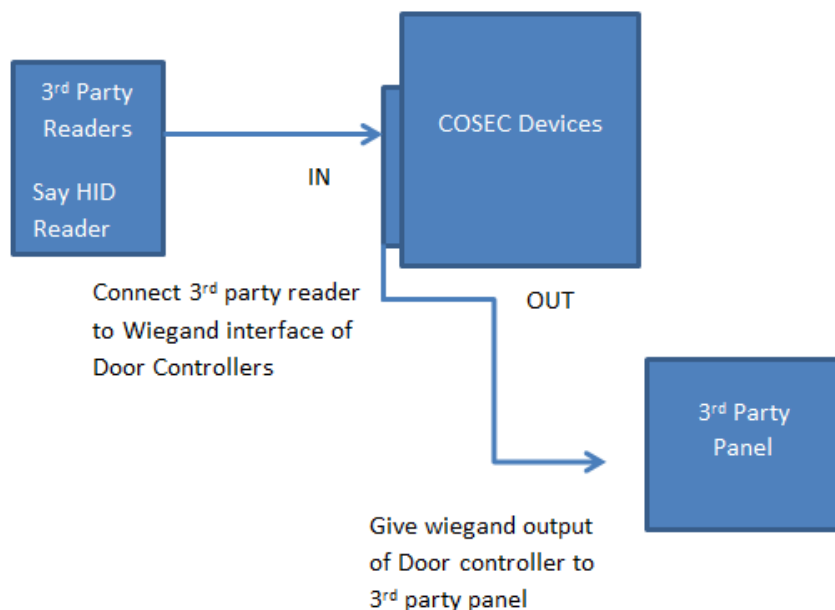 3rd Party
Readers
Say HID
Reader
COSEC Devices
IN
Connect 3rd party reader
to Wiegand interface of
Door Controllers
OUT
3rd Party
Panel
Give wiegand output
of Door controller to
3rd party panel